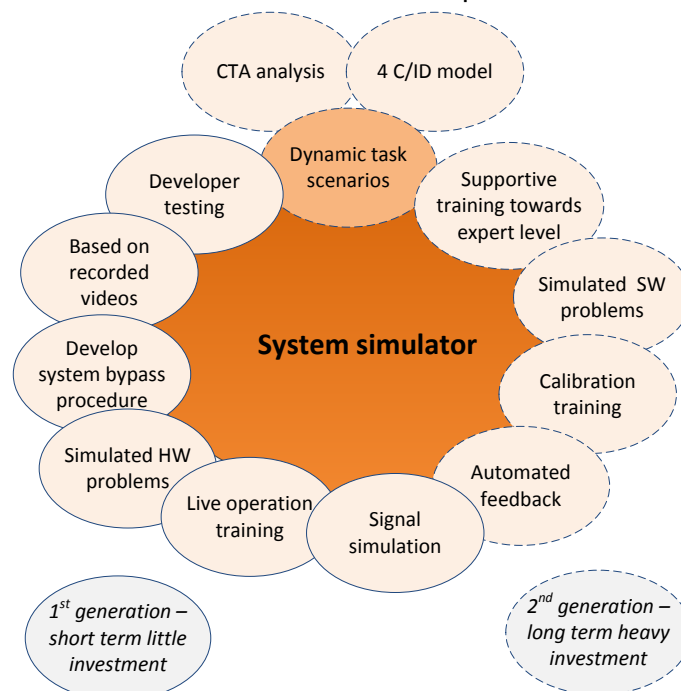 CTA analysis
4 C/ID model
Dynamic task
scenarios
Developer
testing
Supportive
training towards
expert level
Based on
recorded
videos
Simulated SW
problems
System simulator
Develop
system bypass
procedure
Calibration
training
Simulated HW
problems
Automated
feedback
Live operation
training
Signal
simulation
1st generation –
short term little
investment
2nd generation –
long term heavy
investment